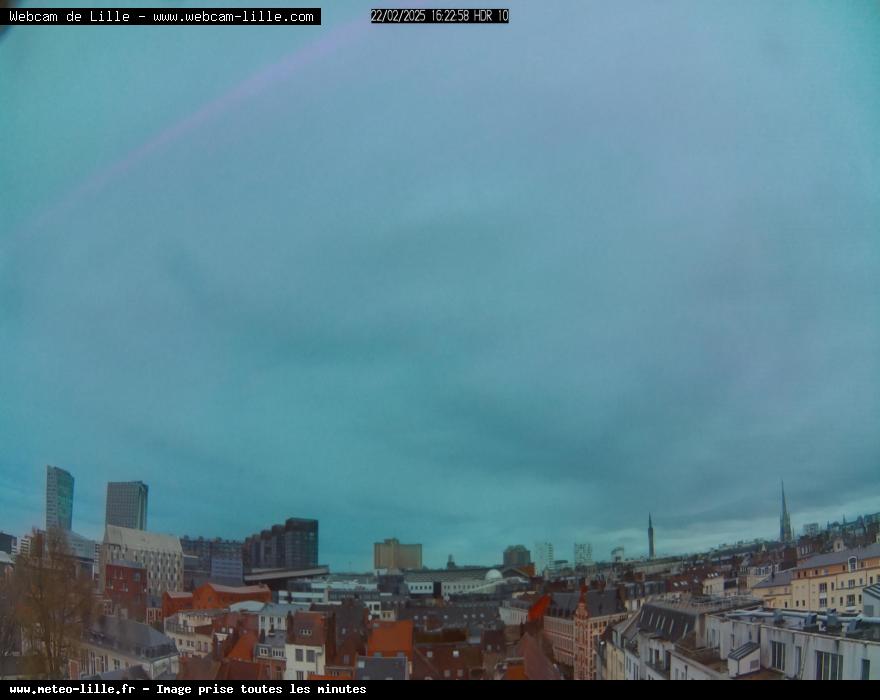 Webcam de Lille - www.webcam-lille.com
22/02/2025 16:22:58 HDR 10
www.meteo-lille.fr - Image prise toutes les minutes